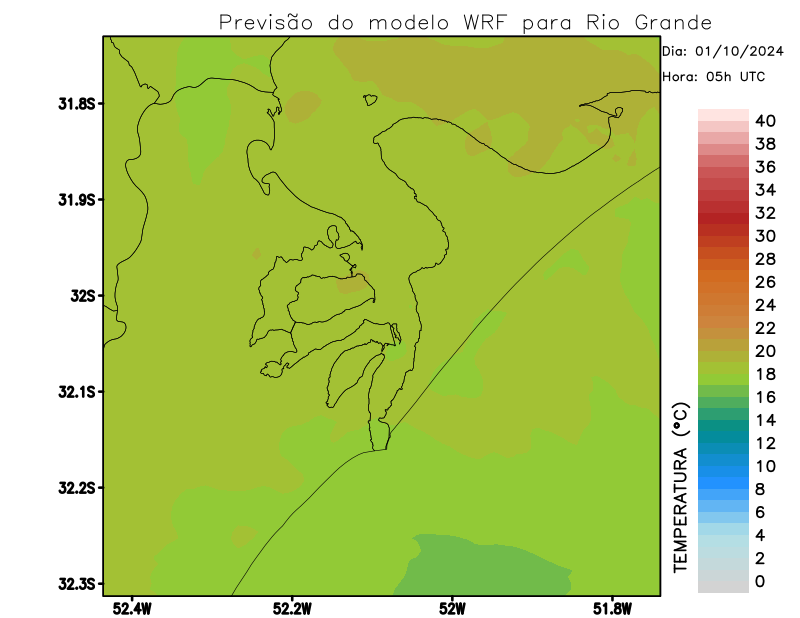 Previsão do modelo WRF para Rio Grande
Dia: 01/10/2024
Hora: 05h UTC
31.8S
31.9S
32S
32.1S
32.2S
32.3S
52.4W
52.2W
52W
51.8W
TEMPERATURA (°C)
40
38
36
34
32
30
28
26
24
22
20
18
16
14
12
10
8
6
4
2
0